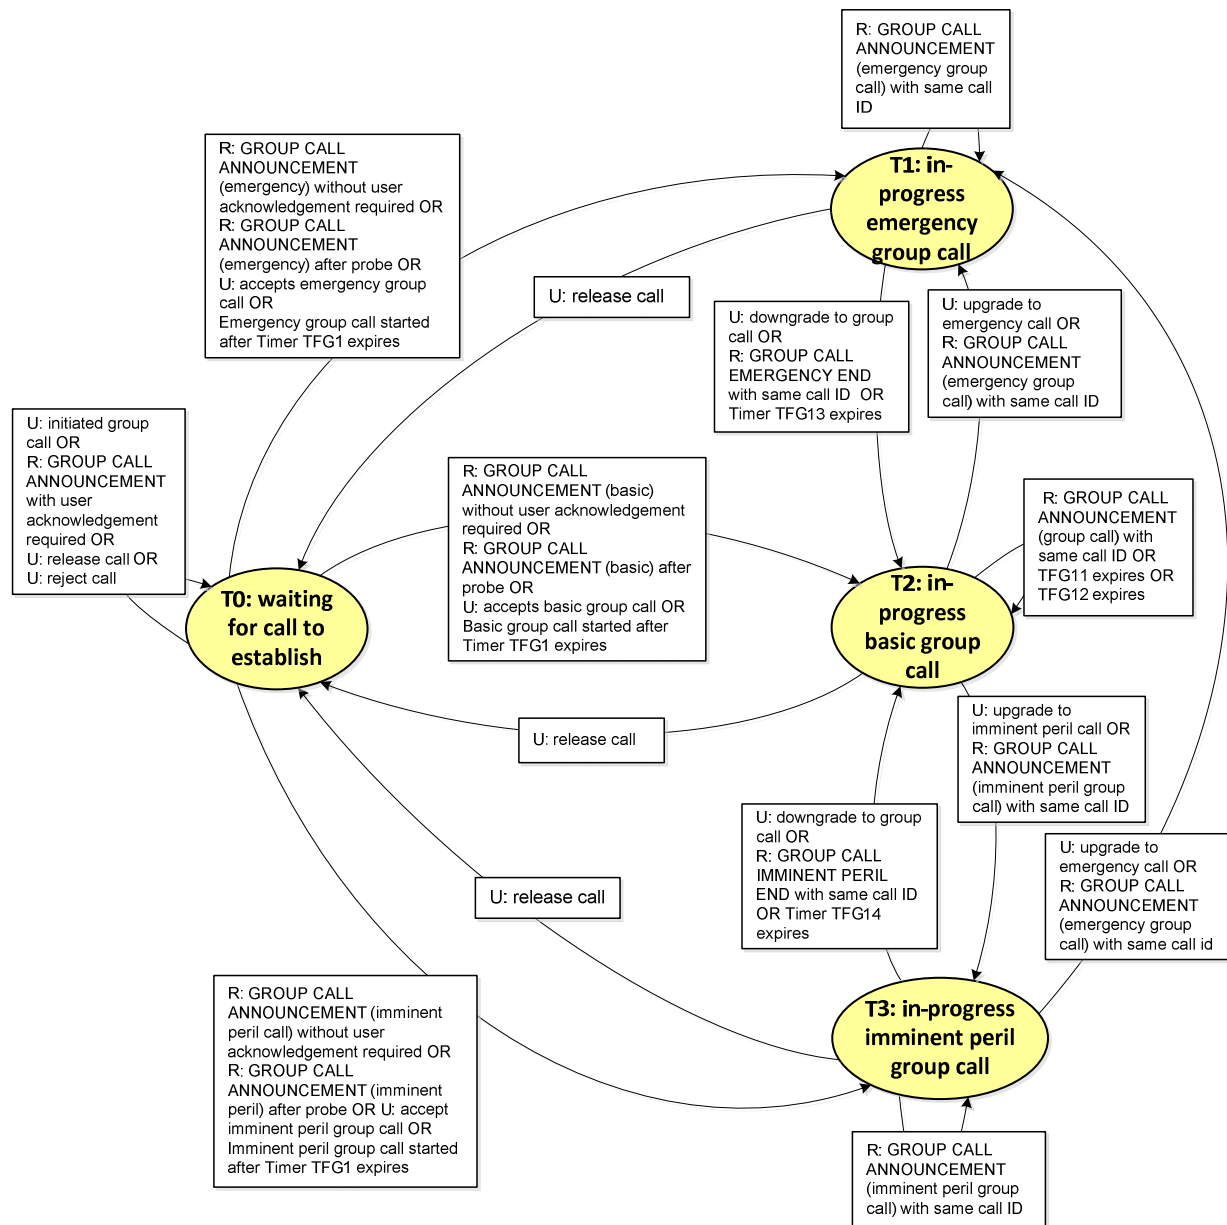 R: GROUP CALL
ANNOUNCEMENT
(emergency group
call) with same call
ID
R: GROUP CALL
ANNOUNCEMENT
(emergency) without user
acknowledgement required OR
R: GROUP CALL
ANNOUNCEMENT
(emergency) after probe OR
U: accepts emergency group
call OR
Emergency group call started
after Timer TFG1 expires
T1: in-
progress
emergency
group call
U: release call
U: downgrade to group
call OR
R: GROUP CALL
EMERGENCY END
with same call ID OR
Timer TFG13 expires
U: upgrade to
emergency call OR
R: GROUP CALL
ANNOUNCEMENT
(emergency group
call) with same call ID
U: initiated group
call OR
R: GROUP CALL
ANNOUNCEMENT
with user
acknowledgement
required OR
U: release call OR
U: reject call
R: GROUP CALL
ANNOUNCEMENT (basic)
without user acknowledgement
required OR
R: GROUP CALL
ANNOUNCEMENT (basic) after
probe OR
U: accepts basic group call OR
Basic group call started after
Timer TFG1 expires
R: GROUP CALL
ANNOUNCEMENT
(group call) with
same call ID OR
TFG11 expires OR
TFG12 expires
T0: waiting
for call to
establish
T2: in-
progress
basic group
call
U: release call
U: upgrade to
imminent peril call OR
R: GROUP CALL
ANNOUNCEMENT
(imminent peril group
call) with same call ID
U: downgrade to group
call OR
R: GROUP CALL
IMMINENT PERIL
END with same call ID
OR Timer TFG14
expires
U: upgrade to
emergency call OR
R: GROUP CALL
ANNOUNCEMENT
(emergency group
call) with same call id
U: release call
R: GROUP CALL
ANNOUNCEMENT (imminent
peril call) without user
acknowledgement required OR
R: GROUP CALL
ANNOUNCEMENT (imminent
peril) after probe OR U: accept
imminent peril group call OR
Imminent peril group call started
after Timer TFG1 expires
T3: in-progress
imminent peril
group call
R: GROUP CALL
ANNOUNCEMENT
(imminent peril group
call) with same call ID